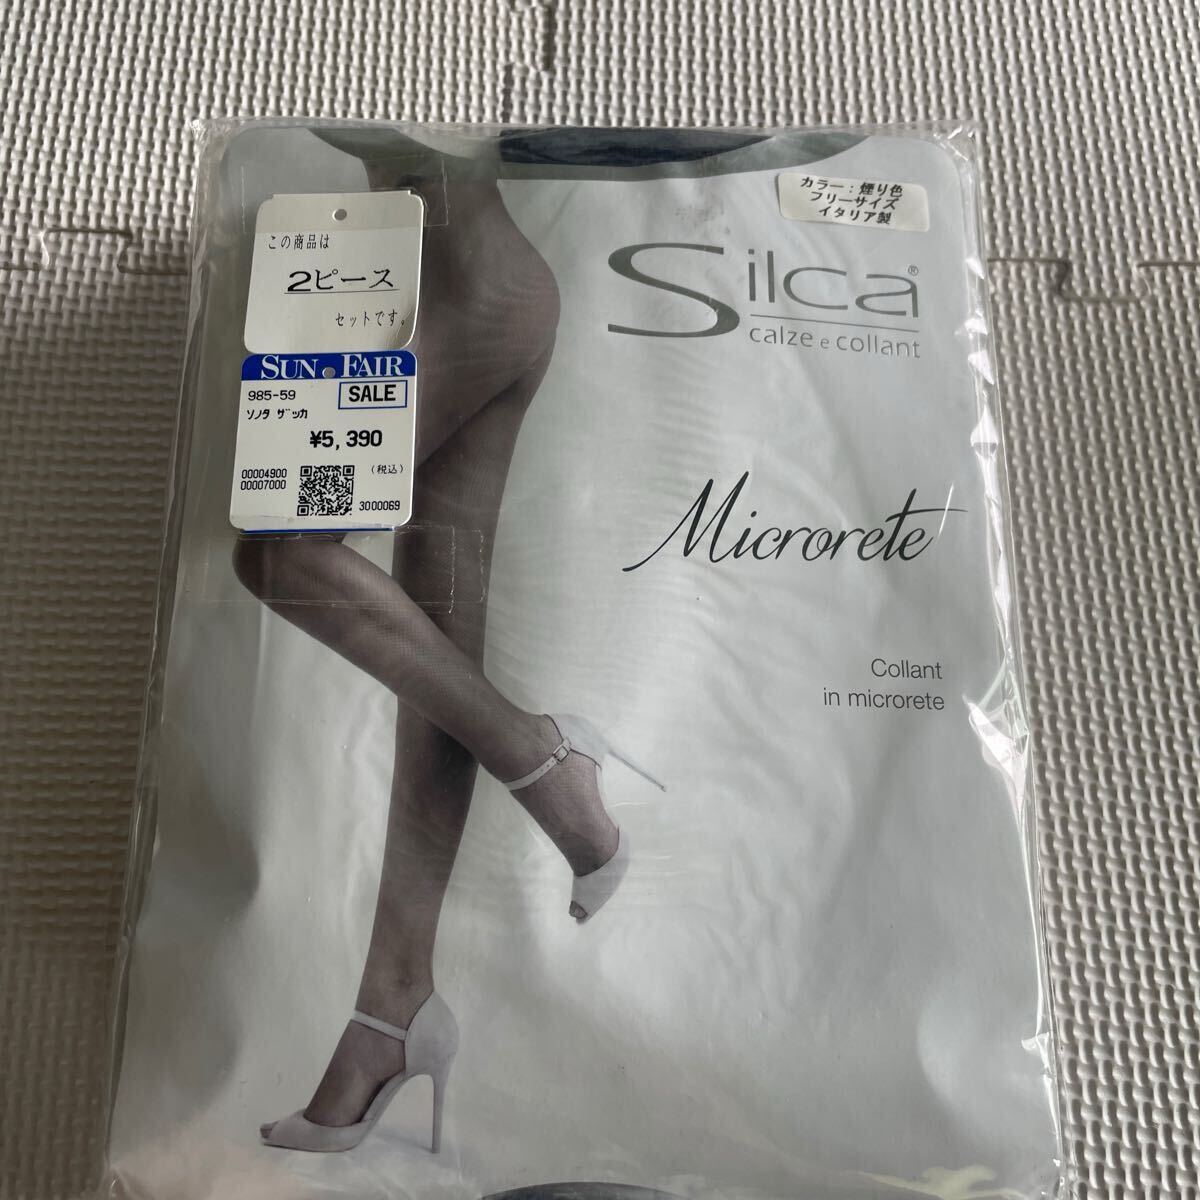 この商品は
2ピース
セットです。
SUN FAIR
985-59 SALE
ソノタ ザッカ
¥5,390
00004900 (税込)
00007000
3000069
カラー：煙り色
フリーサイズ
イタリア製
Silca®
calze e collant
Microrete
Collant
in microrete